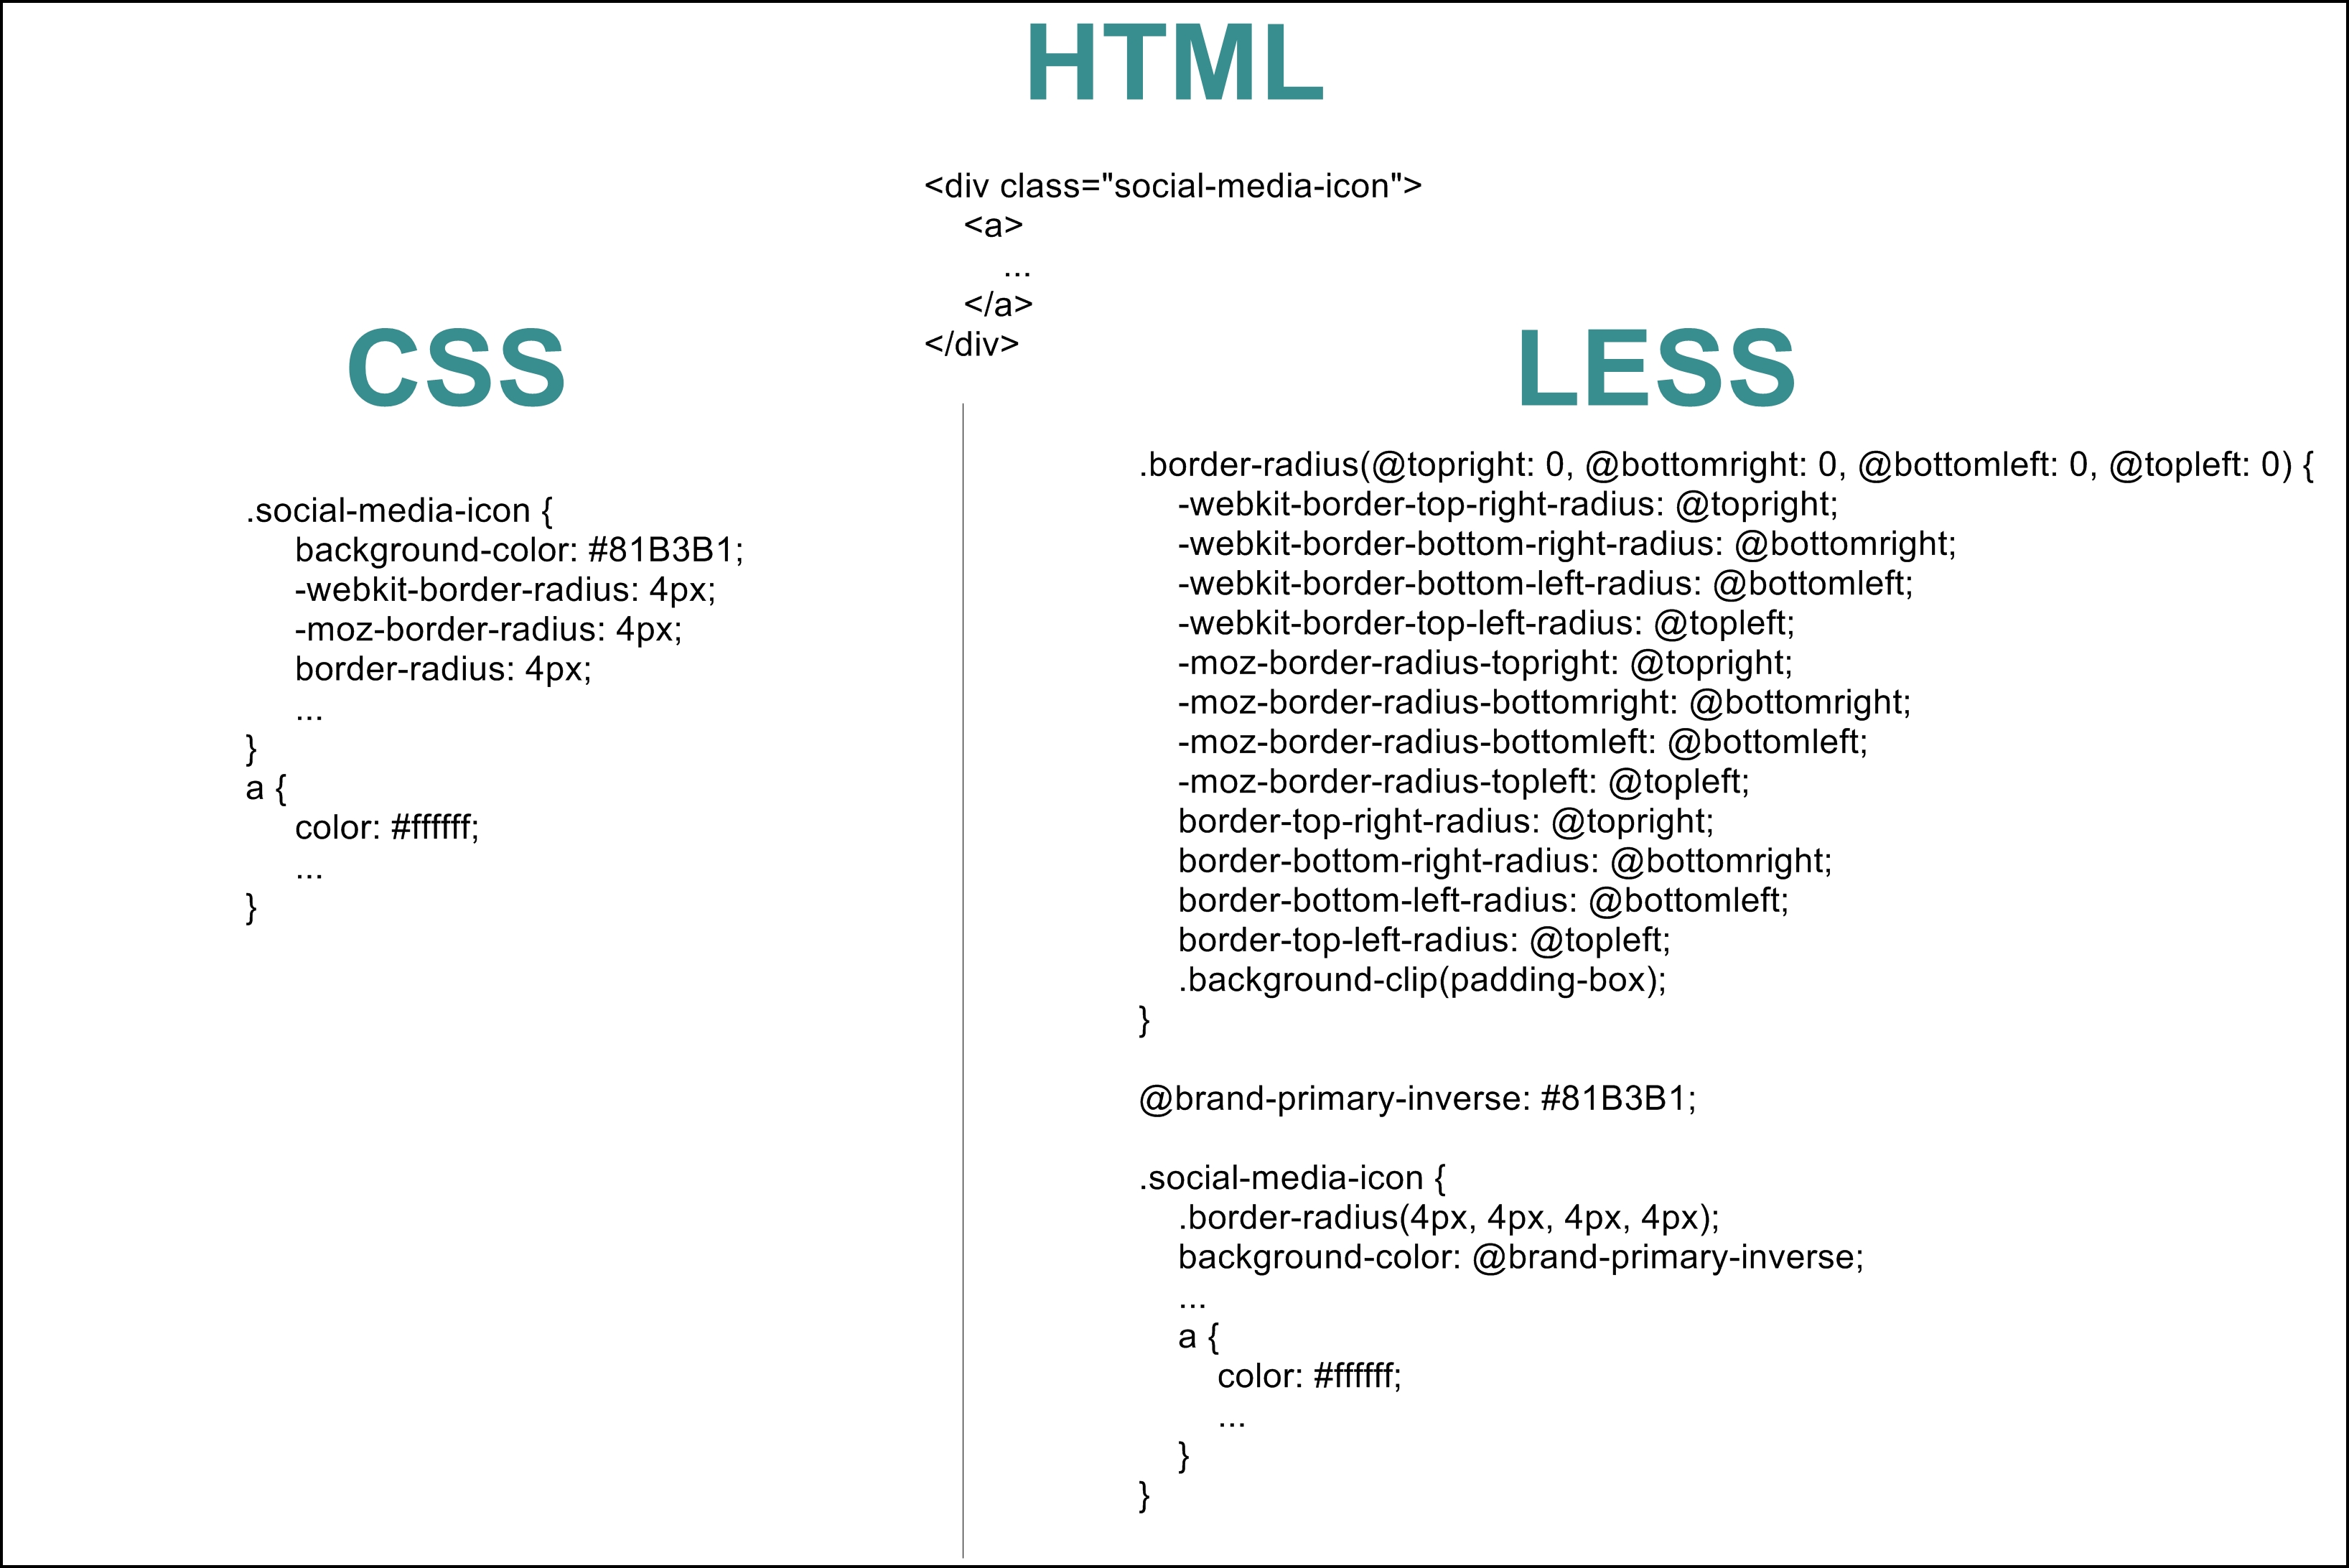 HTML
<div class="social-media-icon">
<a>
...
</a>
</div>
CSS
.social-media-icon {
background-color: #81B3B1;
-webkit-border-radius: 4px;
-moz-border-radius: 4px;
border-radius: 4px;
...
}
a {
color: #ffffff;
...
}
LESS
.border-radius(@topright: 0, @bottomright: 0, @bottomleft: 0, @topleft: 0) {
-webkit-border-top-right-radius: @topright;
-webkit-border-bottom-right-radius: @bottomright;
-webkit-border-bottom-left-radius: @bottomleft;
-webkit-border-top-left-radius: @topleft;
-moz-border-radius-topright: @topright;
-moz-border-radius-bottomright: @bottomright;
-moz-border-radius-bottomleft: @bottomleft;
-moz-border-radius-topleft: @topleft;
border-top-right-radius: @topright;
border-bottom-right-radius: @bottomright;
border-bottom-left-radius: @bottomleft;
border-top-left-radius: @topleft;
.background-clip(padding-box);
}
@brand-primary-inverse: #81B3B1;
.social-media-icon {
.border-radius(4px, 4px, 4px, 4px);
background-color: @brand-primary-inverse;
...
a {
color: #ffffff;
...
}
}